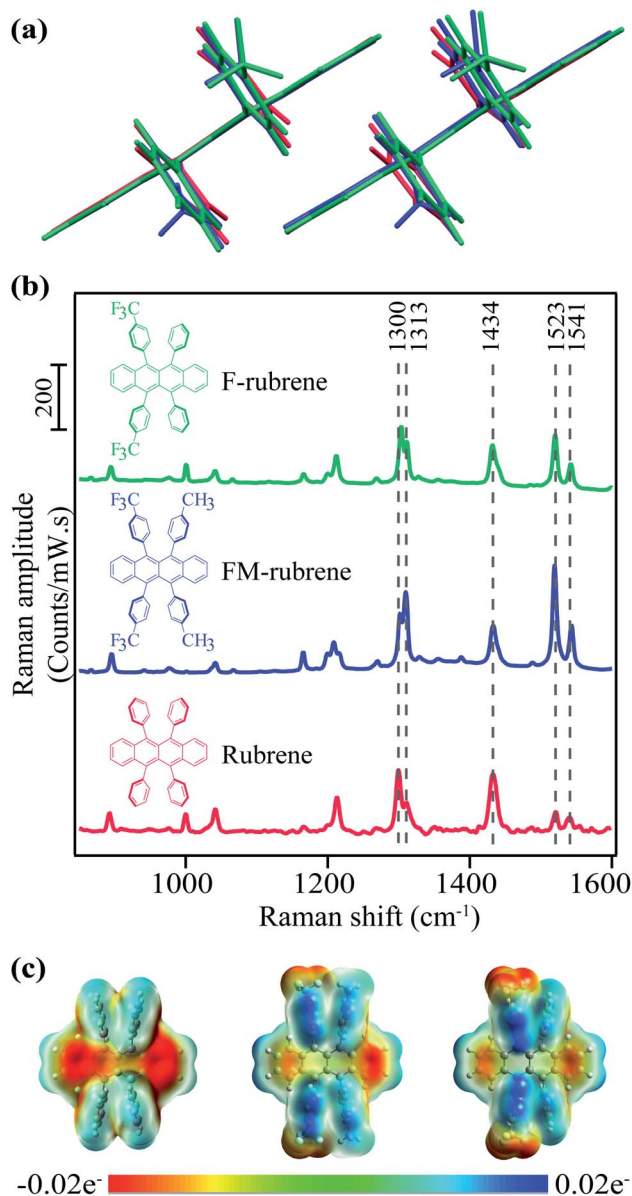 (a)
(b)
1300
1313
1434
1523
1541
F₃C
F-rubrene
F₃C
200
F₃C CH3
FM-rubrene
F₃C CH3
Rubrene
Raman amplitude
(Counts/mW.s)
1000 1200 1400 1600
Raman shift (cm⁻¹)
(c)
-0.02e⁻ 0.02e⁻